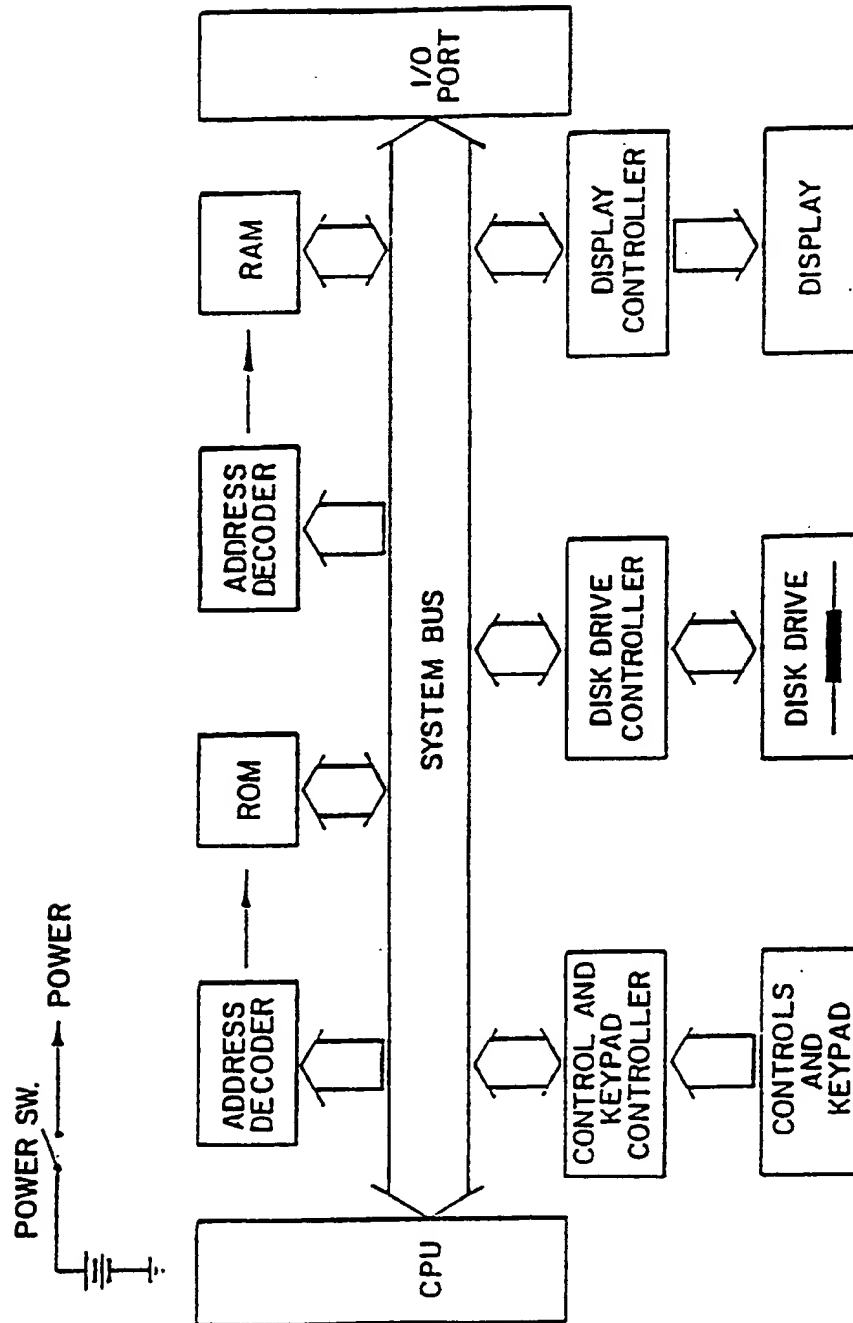 POWER SW.
POWER
ADDRESS
DECODER
ROM
ADDRESS
DECODER
RAM
CPU
SYSTEM BUS
I/O
PORT
CONTROL AND
KEYPAD
CONTROLLER
DISK DRIVE
CONTROLLER
DISPLAY
CONTROLLER
CONTROLS
AND
KEYPAD
DISK DRIVE
DISPLAY